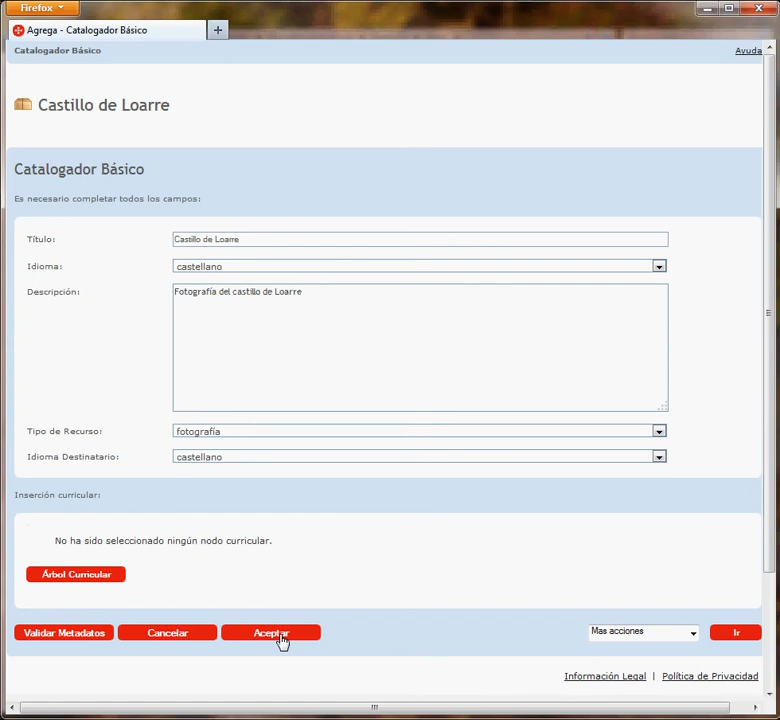 Firefox
Agrega - Catalogador Básico
+
Catalogador Básico
Ayuda
Castillo de Loarre
Catalogador Básico
Es necesario completar todos los campos:
Título:
Castillo de Loarre
Idioma:
castellano
Descripción:
Fotografía del castillo de Loarre
Tipo de Recurso:
fotografía
Idioma Destinatario:
castellano
Inserción curricular:
No ha sido seleccionado ningún nodo curricular.
Árbol Curricular
Validar Metadatos
Cancelar
Aceptar
Mas acciones
Ir
Información Legal | Política de Privacidad